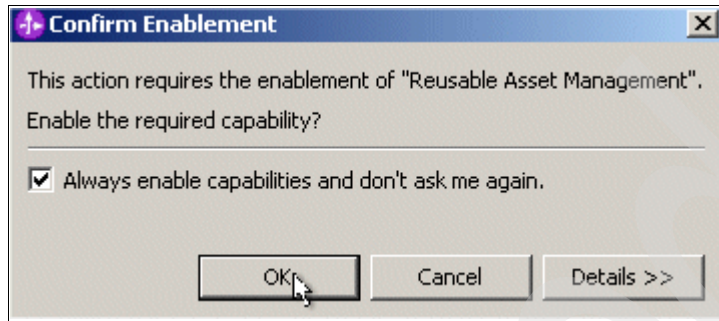 Confirm Enablement
This action requires the enablement of "Reusable Asset Management".
Enable the required capability?
Always enable capabilities and don't ask me again.
OK Cancel Details >>